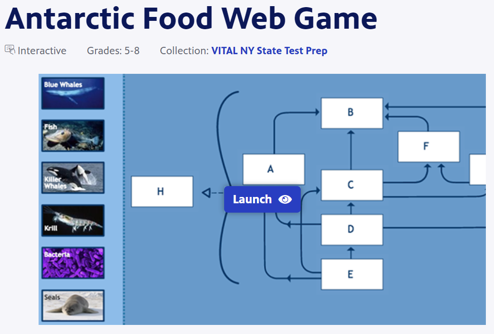 Antarctic Food Web Game
Interactive Grades: 5-8 Collection: VITAL NY State Test Prep
Blue Whales
Fish
Killer
Whales
Krill
Bacteria
Seals
H
A
B
F
C
D
E
Launch